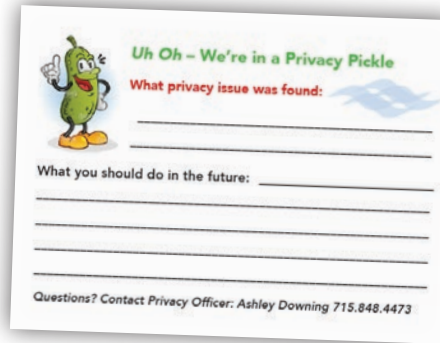 Uh Oh – We're in a Privacy Pickle
What privacy issue was found:
What you should do in the future:
Questions? Contact Privacy Officer: Ashley Downing 715.848.4473